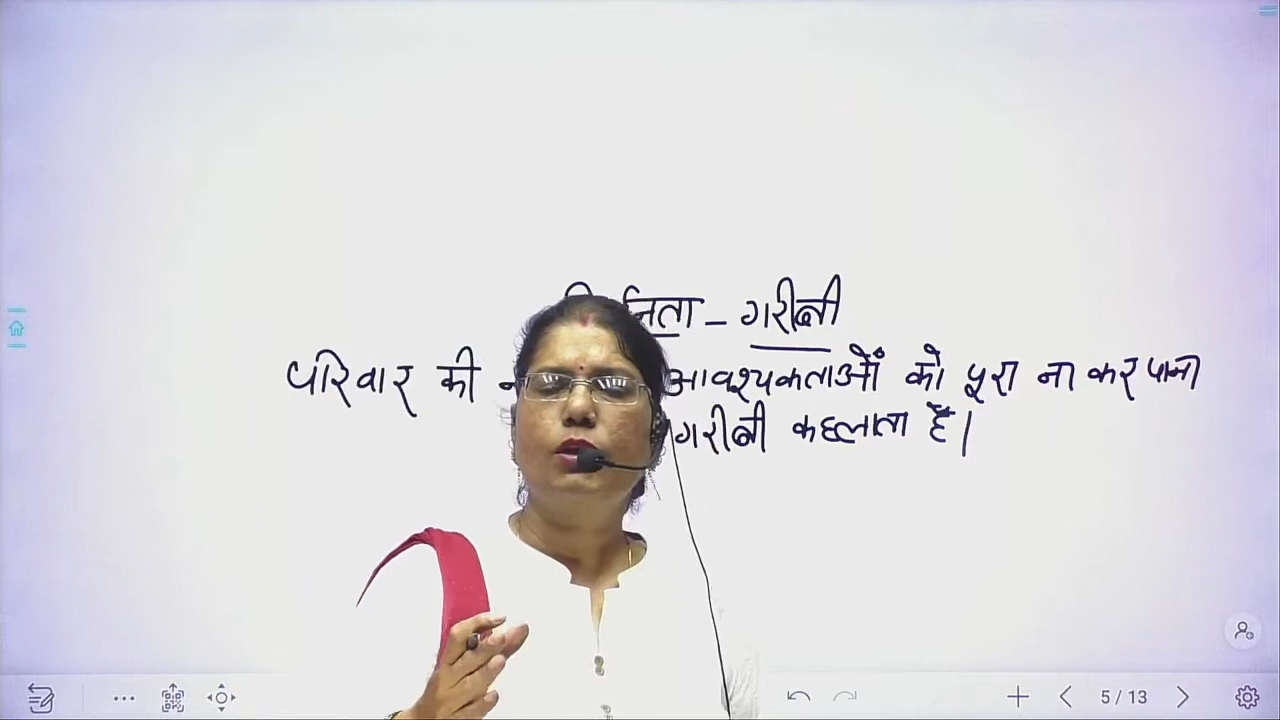 निर्धनता - गरीबी
परिवार की आवश्यकताओं को पूरा ना कर पाना
गरीबी कहलाता है।
5 / 13